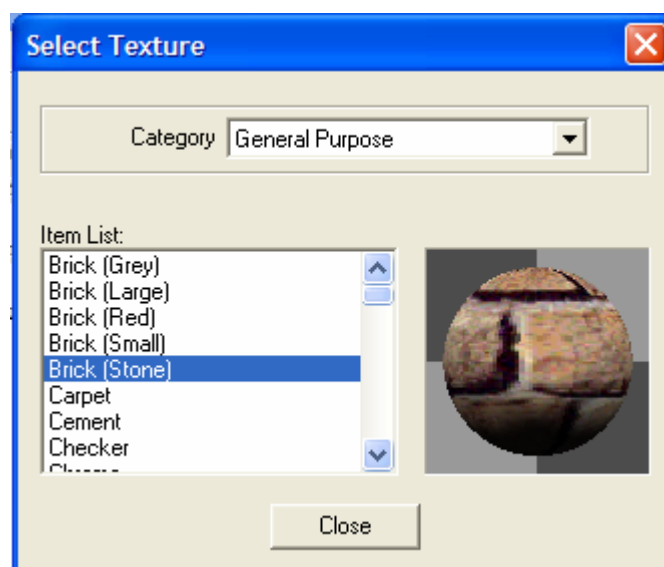 Select Texture
Category General Purpose
Item List:
Brick (Grey)
Brick (Large)
Brick (Red)
Brick (Small)
Brick (Stone)
Carpet
Cement
Checker
Close